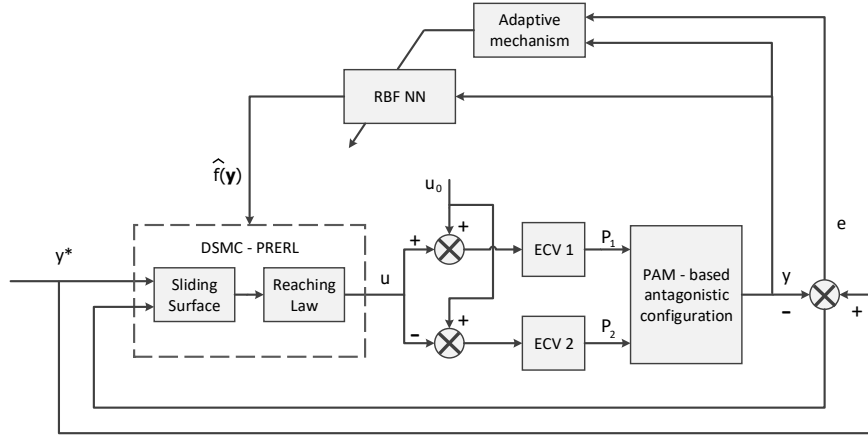 Adaptive
mechanism
RBF NN
f̂(y)
u₀
e
DSMC - PRERL
y*
Sliding
Surface
Reaching
Law
u
+
+
-
+
ECV 1
P₁
ECV 2
P₂
PAM - based
antagonistic
configuration
y
-
+